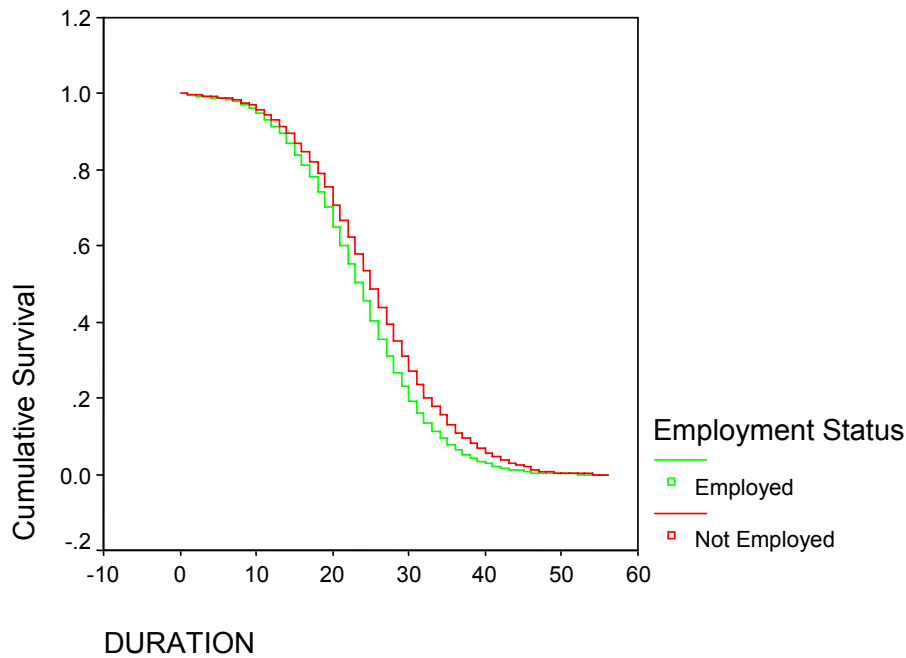 1.2
1.0
.8
.6
.4
.2
0.0
-.2
Cumulative Survival
-10 0 10 20 30 40 50 60
DURATION
Employment Status
Employed
Not Employed